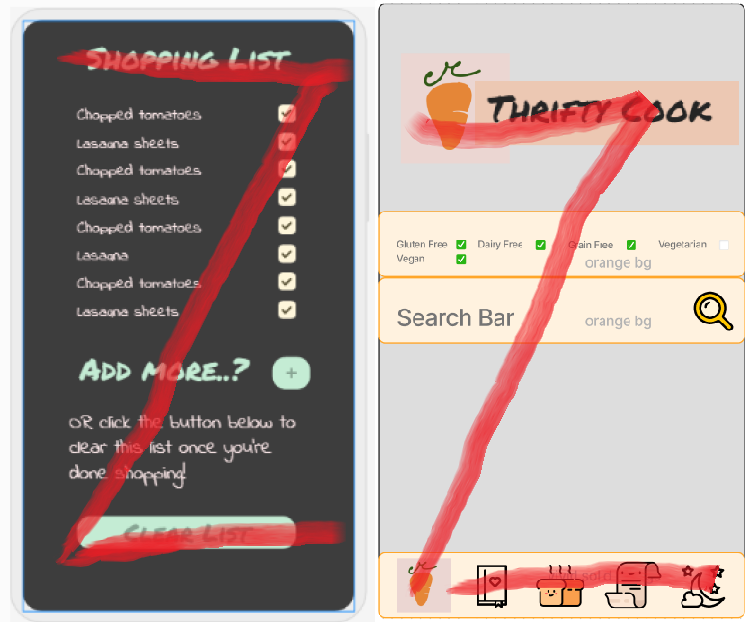 Shopping List
Chopped tomatoes
Lasagna sheets
Chopped tomatoes
Lasagna sheets
Chopped tomatoes
Lasagna
Chopped tomatoes
Lasagna sheets
Add more..?
+
OR click the button below to
clear this list once you're
done shopping!
Clear List
Thrifty Cook
Gluten Free Dairy Free Grain Free Vegetarian
Vegan
orange bg
Search Bar orange bg